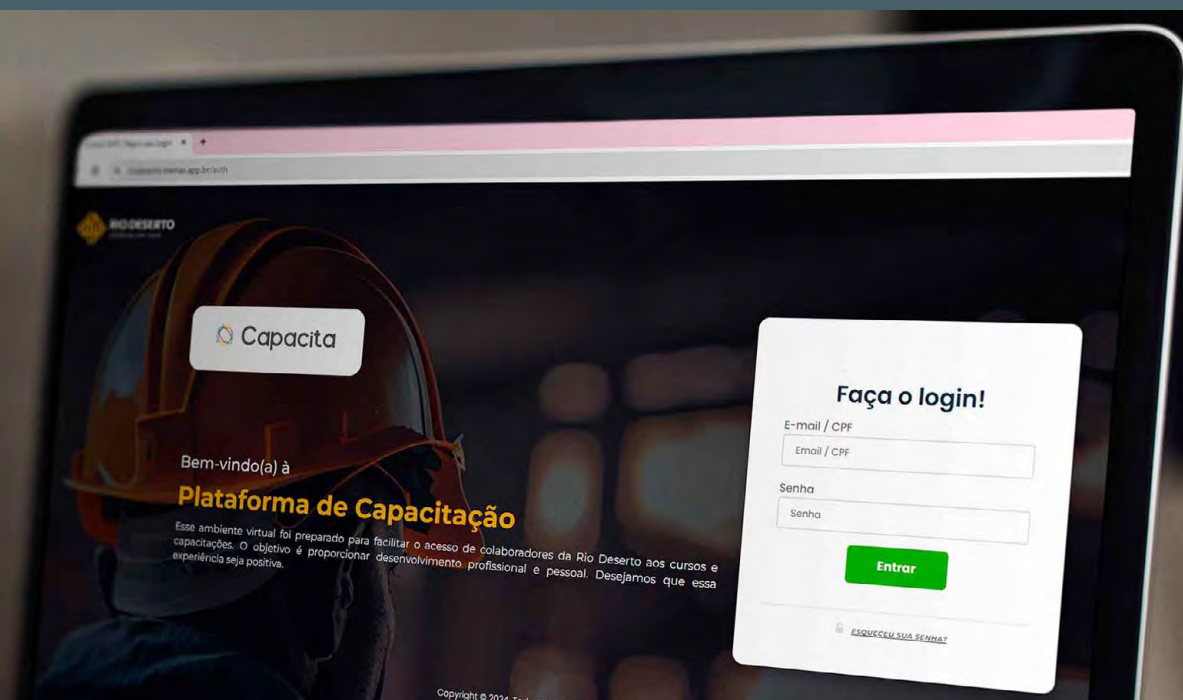 RIO DESERTO
Capacita
Bem-vindo(a) à
Plataforma de Capacitação
Esse ambiente virtual foi preparado para facilitar o acesso de colaboradores da Rio Deserto aos cursos e
capacitações. O objetivo é proporcionar desenvolvimento profissional e pessoal. Desejamos que essa
experiência seja positiva.
Faça o login!
E-mail / CPF
Email / CPF
Senha
Senha
Entrar
ESQUECEU SUA SENHA?
Copyright © 2024